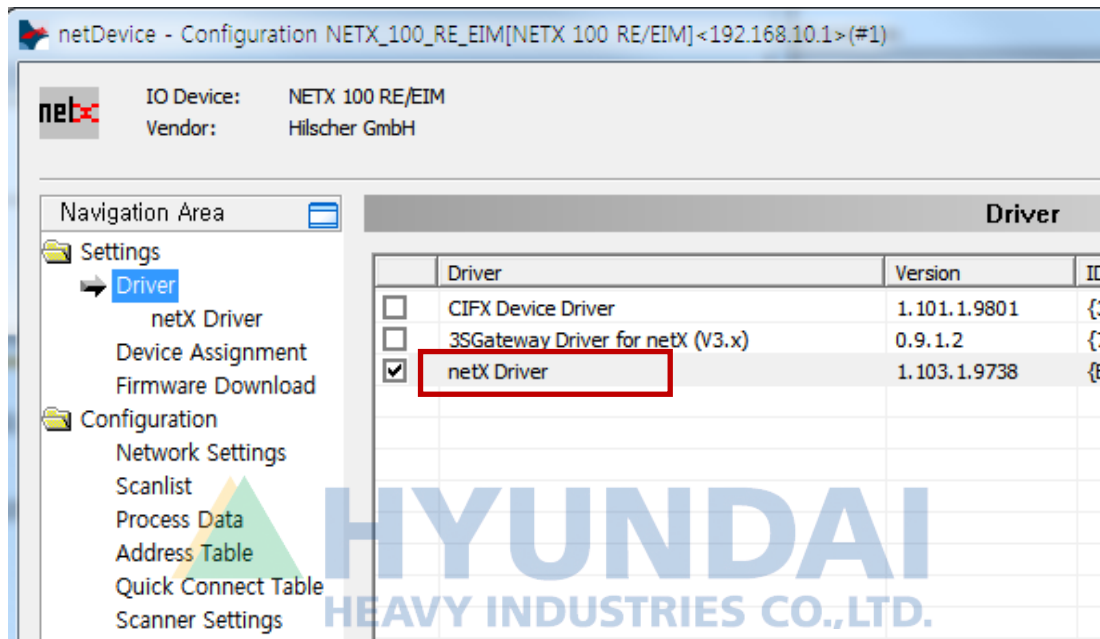 netDevice - Configuration NETX_100_RE_EIM[NETX 100 RE/EIM]<192.168.10.1>(#1)
netx
IO Device: NETX 100 RE/EIM
Vendor: Hilscher GmbH
Navigation Area
Driver
Settings
Driver
netX Driver
Device Assignment
Firmware Download
Configuration
Network Settings
Scanlist
Process Data
Address Table
Quick Connect Table
Scanner Settings
Driver Version
CIFX Device Driver 1.101.1.9801
3SGateway Driver for netX (V3.x) 0.9.1.2
netX Driver 1.103.1.9738
HYUNDAI
HEAVY INDUSTRIES CO.,LTD.